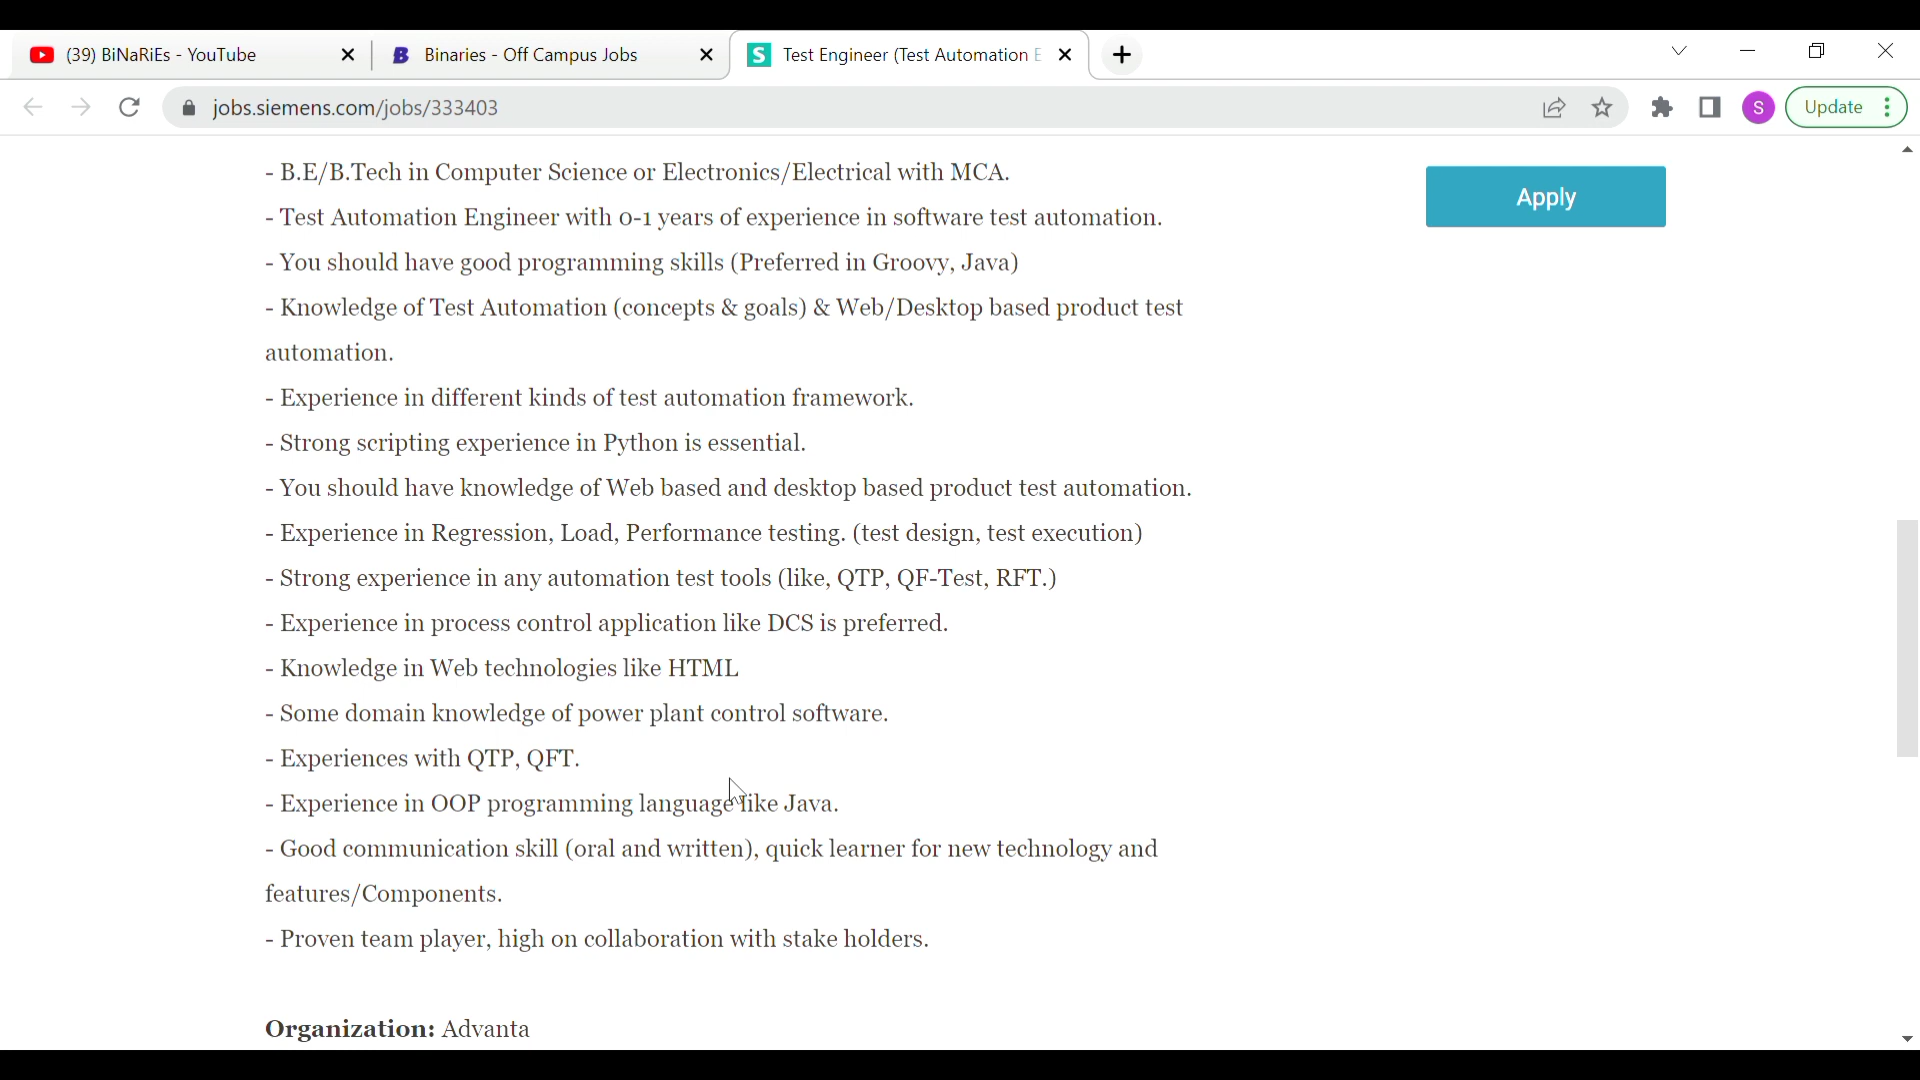 (39) BiNaRiEs - YouTube
B Binaries - Off Campus Jobs
S Test Engineer (Test Automation E
jobs.siemens.com/jobs/333403
S
Update
- B.E/B.Tech in Computer Science or Electronics/Electrical with MCA.
Apply
- Test Automation Engineer with 0-1 years of experience in software test automation.
- You should have good programming skills (Preferred in Groovy, Java)
- Knowledge of Test Automation (concepts & goals) & Web/Desktop based product test
automation.
- Experience in different kinds of test automation framework.
- Strong scripting experience in Python is essential.
- You should have knowledge of Web based and desktop based product test automation.
- Experience in Regression, Load, Performance testing. (test design, test execution)
- Strong experience in any automation test tools (like, QTP, QF-Test, RFT.)
- Experience in process control application like DCS is preferred.
- Knowledge in Web technologies like HTML
- Some domain knowledge of power plant control software.
- Experiences with QTP, QFT.
- Experience in OOP programming language like Java.
- Good communication skill (oral and written), quick learner for new technology and
features/Components.
- Proven team player, high on collaboration with stake holders.
Organization: Advanta